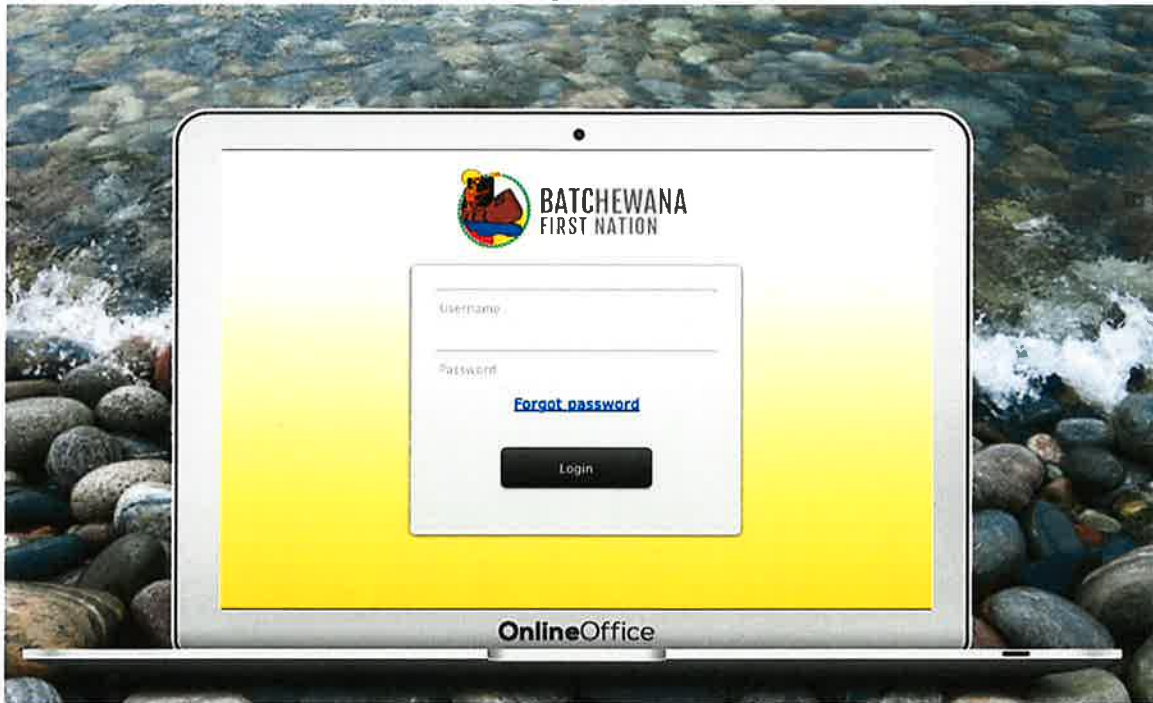 BATCHEWANA
FIRST NATION
Username
Password
Forgot password
Login
OnlineOffice